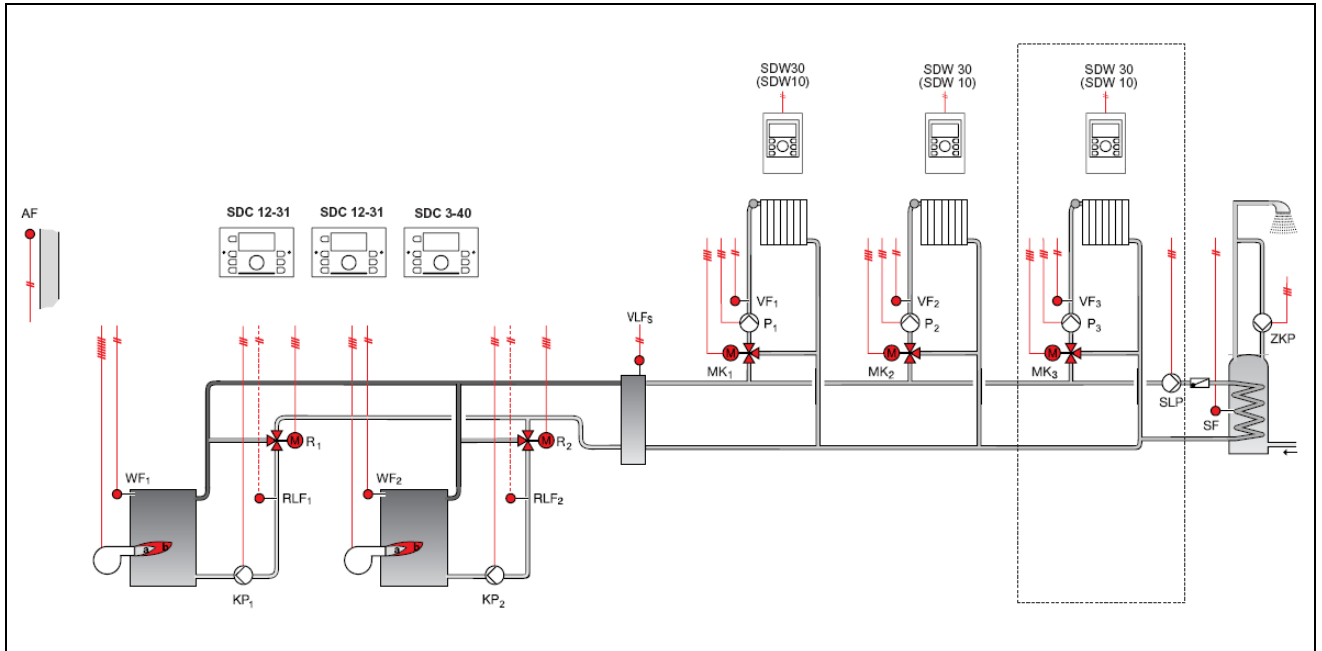 SDW30
(SDW10)
SDW 30
(SDW 10)
SDW 30
(SDW 10)
AF
SDC 12-31
SDC 12-31
SDC 3-40
VLFS
VF1
VF2
VF3
P1
P2
P3
ZKP
M
M
M
MK1
MK2
MK3
SLP
SF
M
R1
M
R2
WF1
RLF1
WF2
RLF2
a
b
a
b
KP1
KP2